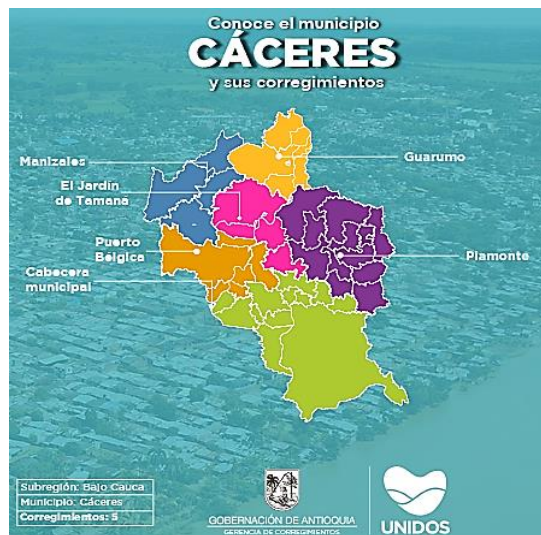 Conoce el municipio
CÁCERES
y sus corregimientos
Manizales
Guarumo
El Jardín
de Tamaná
Puerto
Bélgica
Piamonte
Cabecera
municipal
Subregión: Bajo Cauca
Municipio: Cáceres
Corregimientos: 5
GOBERNACIÓN DE ANTIOQUIA
GERENCIA DE CORREGIMIENTOS
UNIDOS